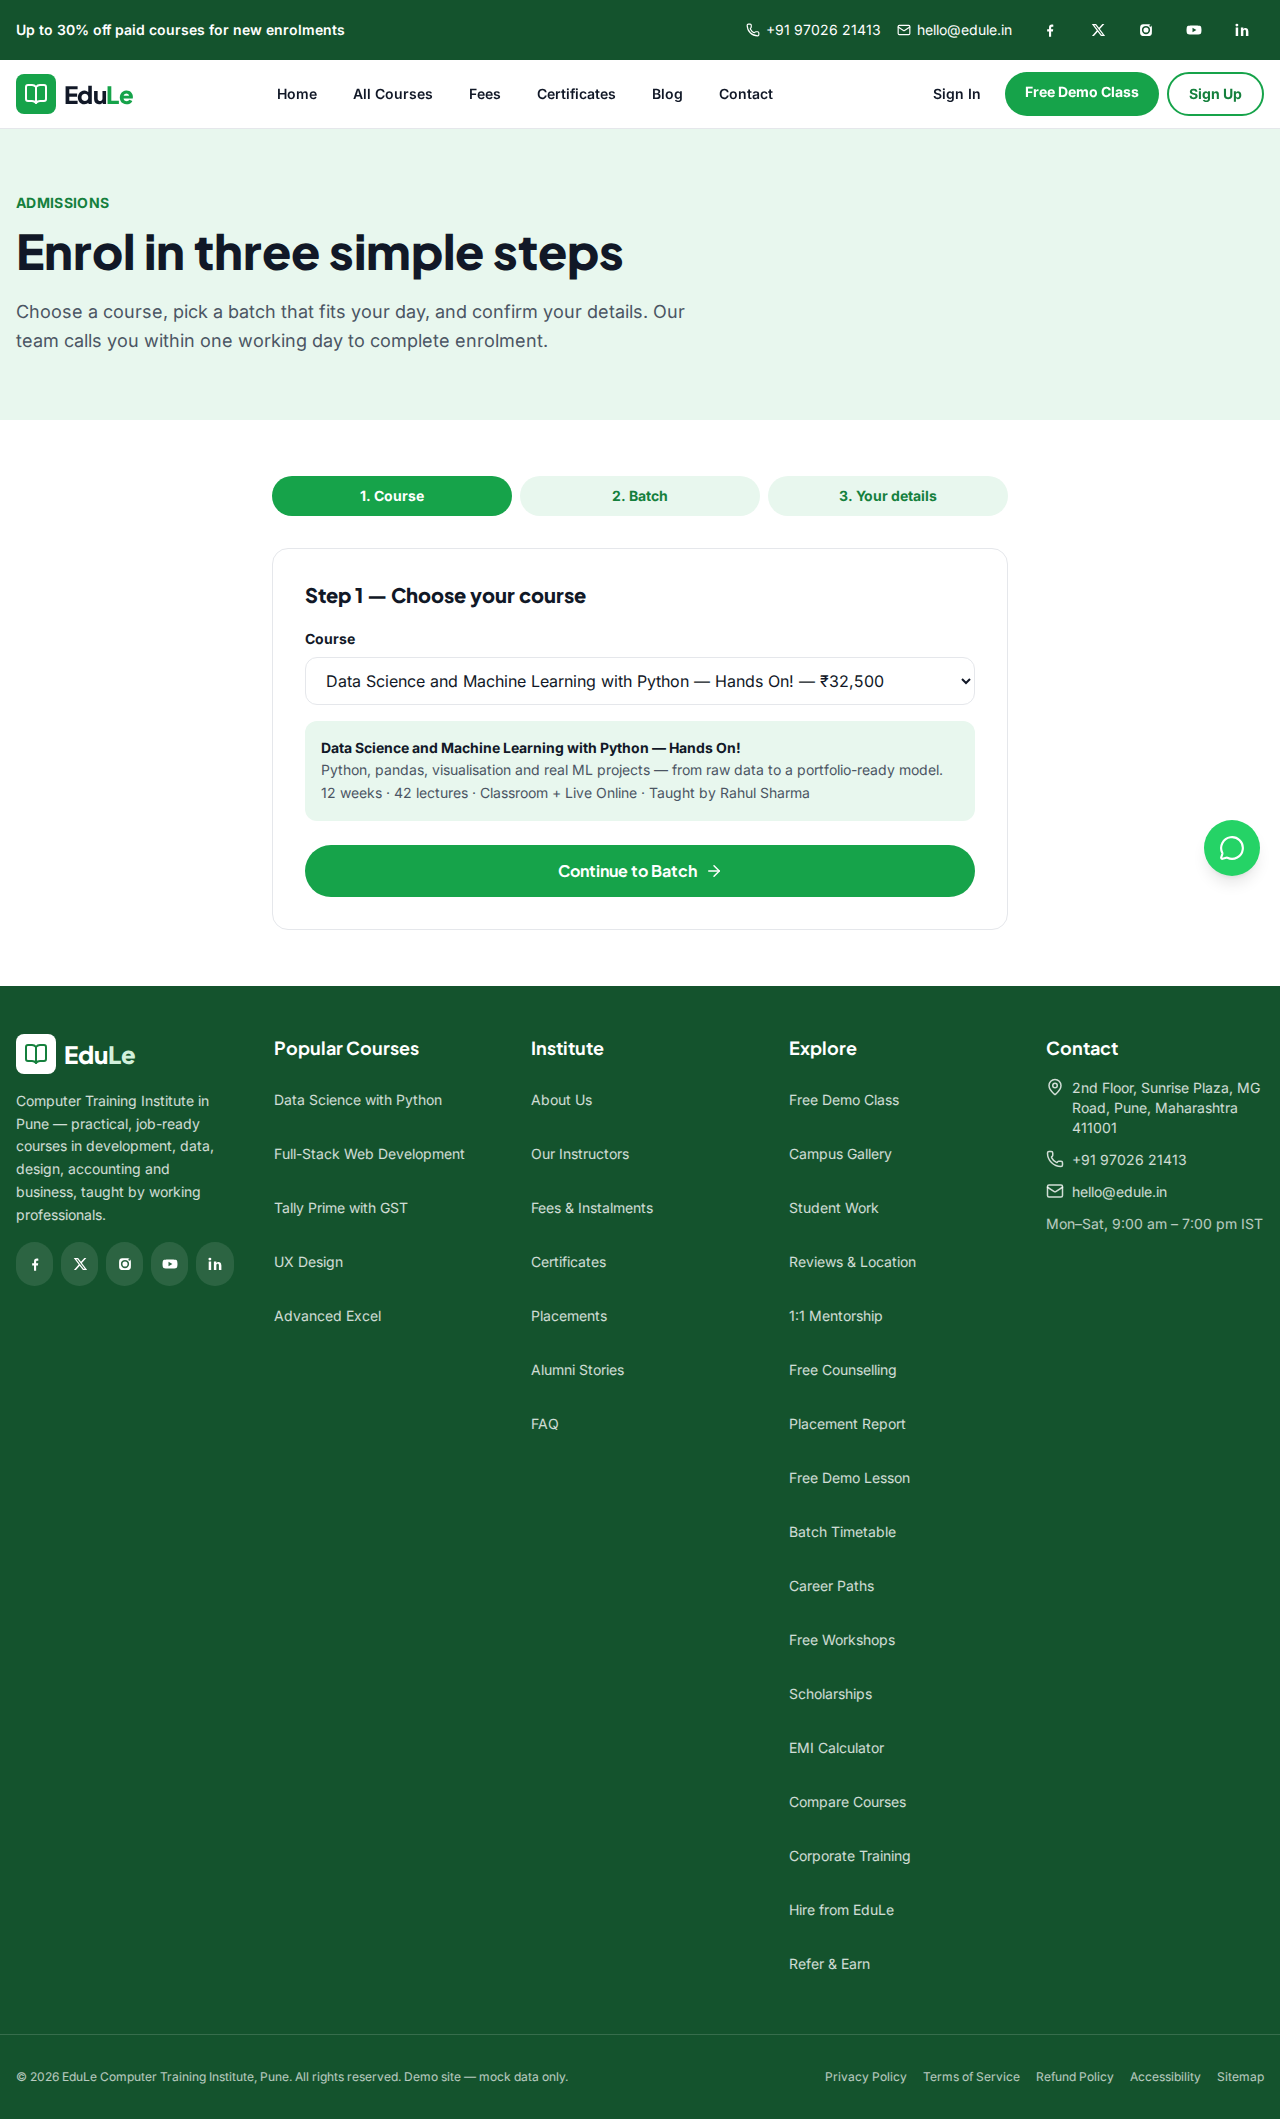 Up to 30% off paid courses for new enrolments
+91 97026 21413
hello@edule.in
EduLe
Home
All Courses
Fees
Certificates
Blog
Contact
Sign In
Free Demo Class
Sign Up
ADMISSIONS
Enrol in three simple steps
Choose a course, pick a batch that fits your day, and confirm your details. Our
team calls you within one working day to complete enrolment.
1. Course
2. Batch
3. Your details
Step 1 — Choose your course
Course
Data Science and Machine Learning with Python — Hands On! — ₹32,500
Data Science and Machine Learning with Python — Hands On!
Python, pandas, visualisation and real ML projects — from raw data to a portfolio-ready model.
12 weeks · 42 lectures · Classroom + Live Online · Taught by Rahul Sharma
Continue to Batch
EduLe
Computer Training Institute in
Pune — practical, job-ready
courses in development, data,
design, accounting and
business, taught by working
professionals.
Popular Courses
Data Science with Python
Full-Stack Web Development
Tally Prime with GST
UX Design
Advanced Excel
Institute
About Us
Our Instructors
Fees & Instalments
Certificates
Placements
Alumni Stories
FAQ
Explore
Free Demo Class
Campus Gallery
Student Work
Reviews & Location
1:1 Mentorship
Free Counselling
Placement Report
Free Demo Lesson
Batch Timetable
Career Paths
Free Workshops
Scholarships
EMI Calculator
Compare Courses
Corporate Training
Hire from EduLe
Refer & Earn
Contact
2nd Floor, Sunrise Plaza, MG
Road, Pune, Maharashtra
411001
+91 97026 21413
hello@edule.in
Mon–Sat, 9:00 am – 7:00 pm IST
© 2026 EduLe Computer Training Institute, Pune. All rights reserved. Demo site — mock data only.
Privacy Policy
Terms of Service
Refund Policy
Accessibility
Sitemap